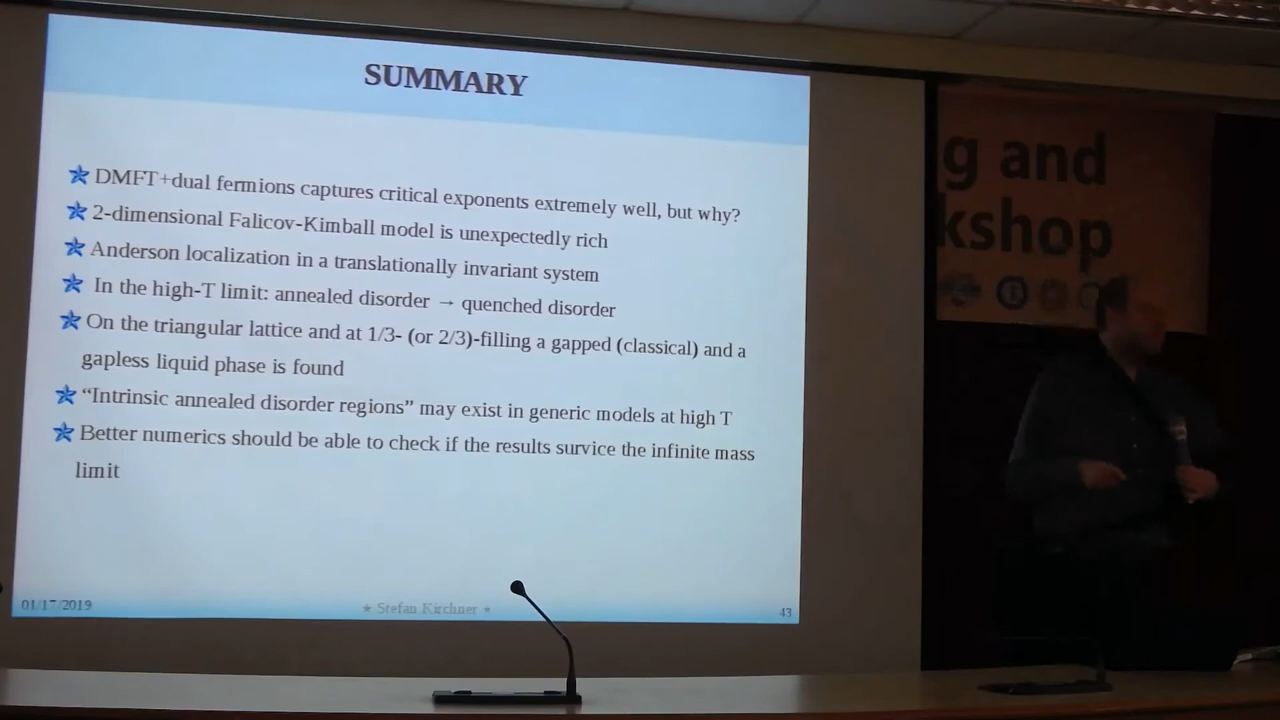 SUMMARY
DMFT+dual fermions captures critical exponents extremely well, but why?
2-dimensional Falicov-Kimball model is unexpectedly rich
Anderson localization in a translationally invariant system
In the high-T limit: annealed disorder → quenched disorder
On the triangular lattice and at 1/3- (or 2/3)-filling a gapped (classical) and a
gapless liquid phase is found
“Intrinsic annealed disorder regions” may exist in generic models at high T
Better numerics should be able to check if the results survice the infinite mass
limit
01/17/2019
Stefan Kirchner
43
g and
kshop